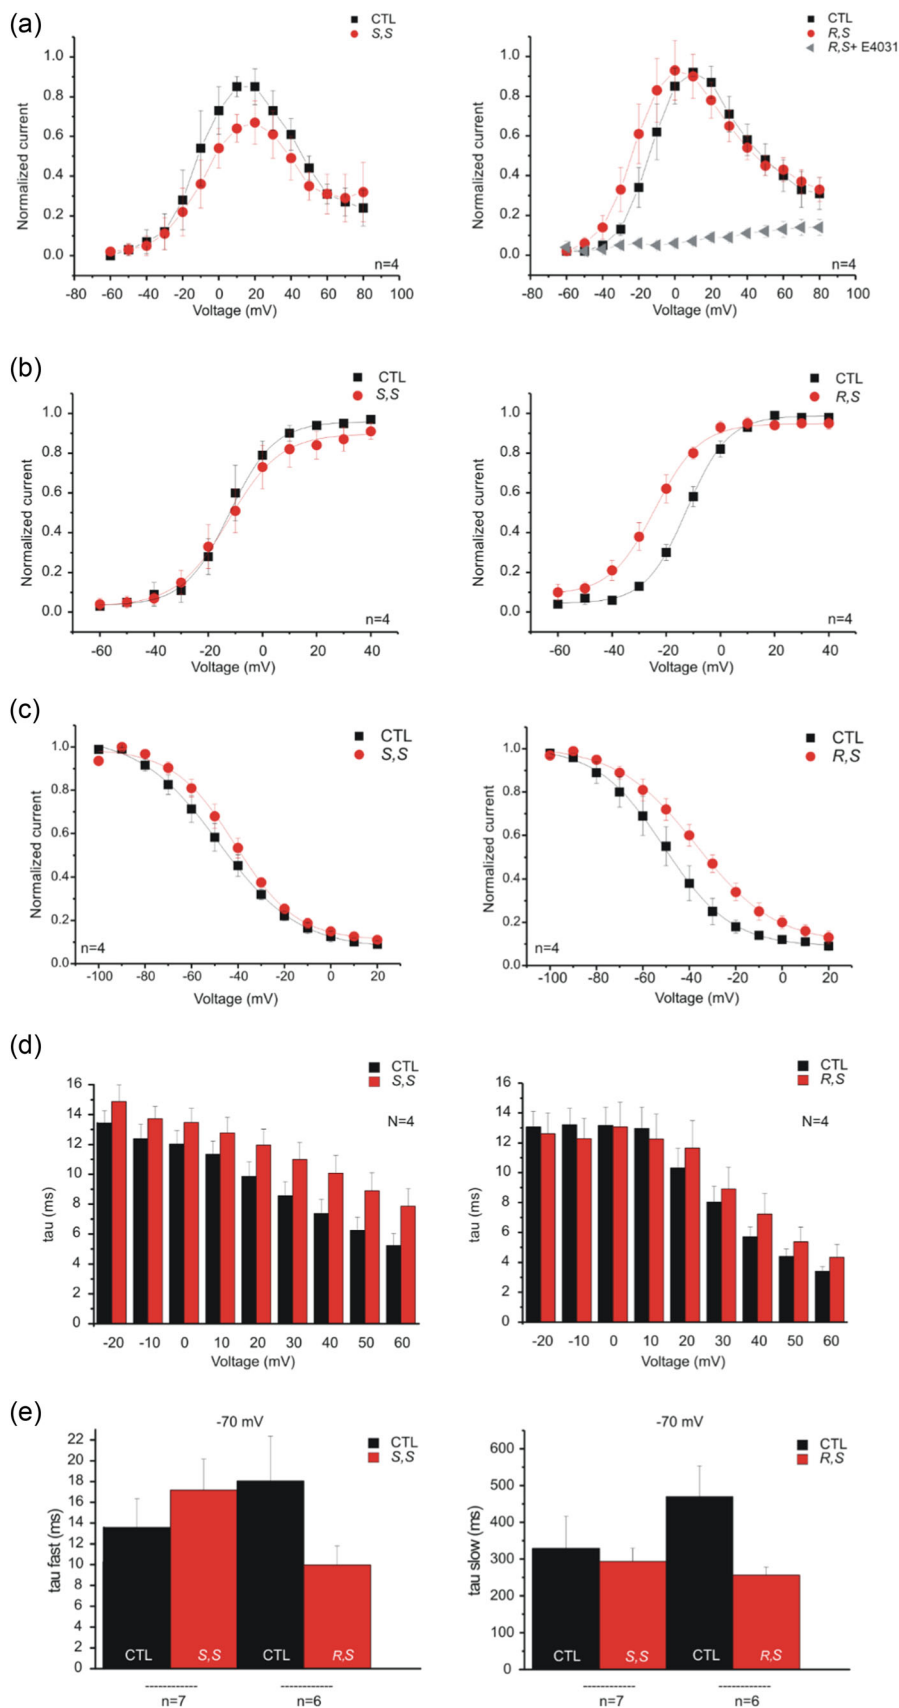 (a)
CTL
S,S
Normalized current
1.0
0.8
0.6
0.4
0.2
0.0
n=4
-80 -60 -40 -20 0 20 40 60 80 100
Voltage (mV)
CTL
R,S
R,S+ E4031
Normalized current
1.0
0.8
0.6
0.4
0.2
0.0
n=4
-80 -60 -40 -20 0 20 40 60 80 100
Voltage (mV)
(b)
CTL
S,S
Normalized current
1.0
0.8
0.6
0.4
0.2
0.0
n=4
-60 -40 -20 0 20 40
Voltage (mV)
CTL
R,S
Normalized current
1.0
0.8
0.6
0.4
0.2
0.0
n=4
-60 -40 -20 0 20 40
Voltage (mV)
(c)
CTL
S,S
Normalized current
1.0
0.8
0.6
0.4
0.2
0.0
n=4
-100 -80 -60 -40 -20 0 20
Voltage (mV)
CTL
R,S
Normalized current
1.0
0.8
0.6
0.4
0.2
0.0
n=4
-100 -80 -60 -40 -20 0 20
Voltage (mV)
(d)
CTL
S,S
N=4
tau (ms)
16
14
12
10
8
6
4
2
0
-20 -10 0 10 20 30 40 50 60
Voltage (mV)
CTL
R,S
N=4
tau (ms)
16
14
12
10
8
6
4
2
0
-20 -10 0 10 20 30 40 50 60
Voltage (mV)
(e)
-70 mV
CTL
S,S
tau fast (ms)
22
20
18
16
14
12
10
8
6
4
2
0
CTL S,S CTL R,S
n=7 n=6
-70 mV
CTL
R,S
tau slow (ms)
600
500
400
300
200
100
0
CTL S,S CTL R,S
n=7 n=6